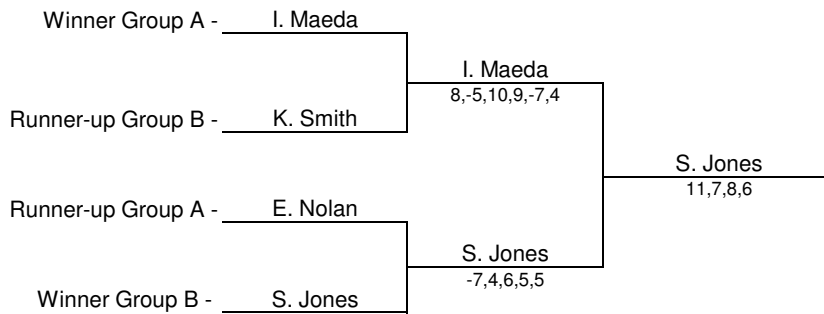 Winner Group A - I. Maeda
I. Maeda
8,-5,10,9,-7,4
Runner-up Group B - K. Smith
S. Jones
11,7,8,6
Runner-up Group A - E. Nolan
S. Jones
-7,4,6,5,5
Winner Group B - S. Jones